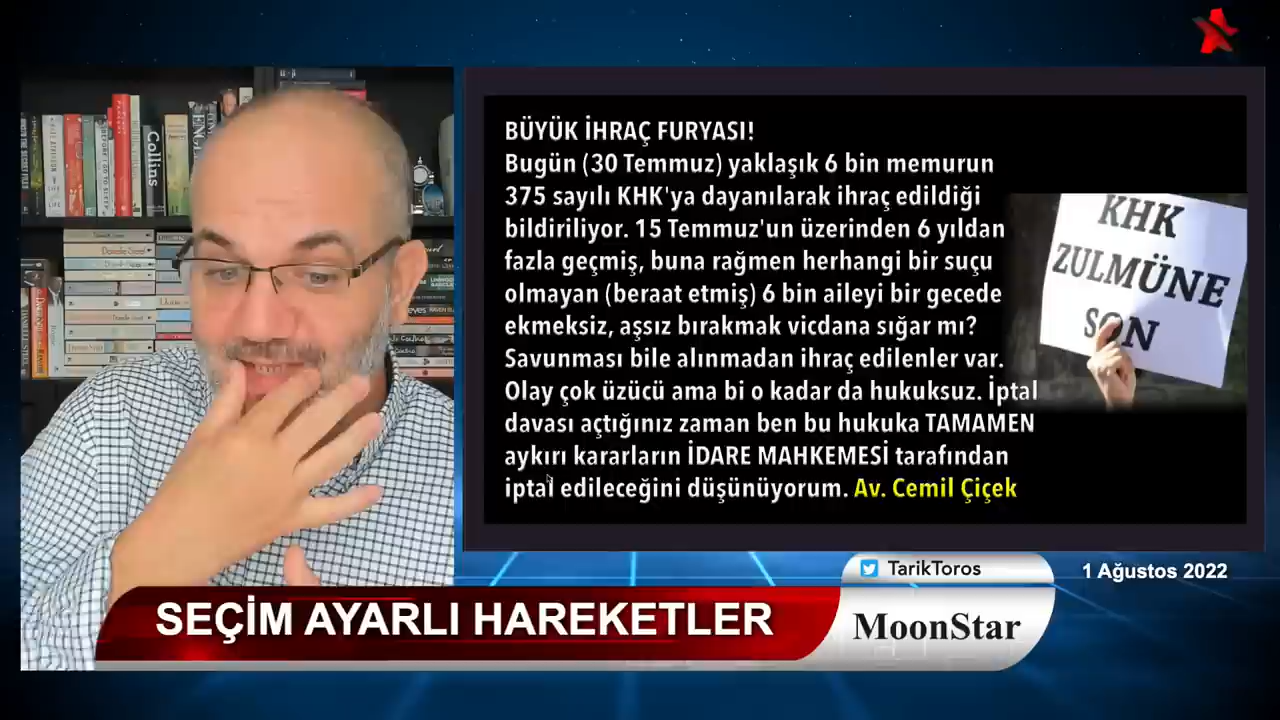 BÜYÜK İHRAÇ FURYASI!
Bugün (30 Temmuz) yaklaşık 6 bin memurun
375 sayılı KHK'ya dayanılarak ihraç edildiği
bildiriliyor. 15 Temmuz'un üzerinden 6 yıldan
fazla geçmiş, buna rağmen herhangi bir suçu
olmayan (beraat etmiş) 6 bin aileyi bir gecede
ekmeksiz, aşsız bırakmak vicdana sığar mı?
Savunması bile alınmadan ihraç edilenler var.
Olay çok üzücü ama bi o kadar da hukuksuz. İptal
davası açtığınız zaman ben bu hukuka TAMAMEN
aykırı kararların İDARE MAHKEMESİ tarafından
iptal edileceğini düşünüyorum. Av. Cemil Çiçek
KHK
ZULMÜNE
SON
Collins
TarikToros
1 Ağustos 2022
SEÇİM AYARLI HAREKETLER
MoonStar